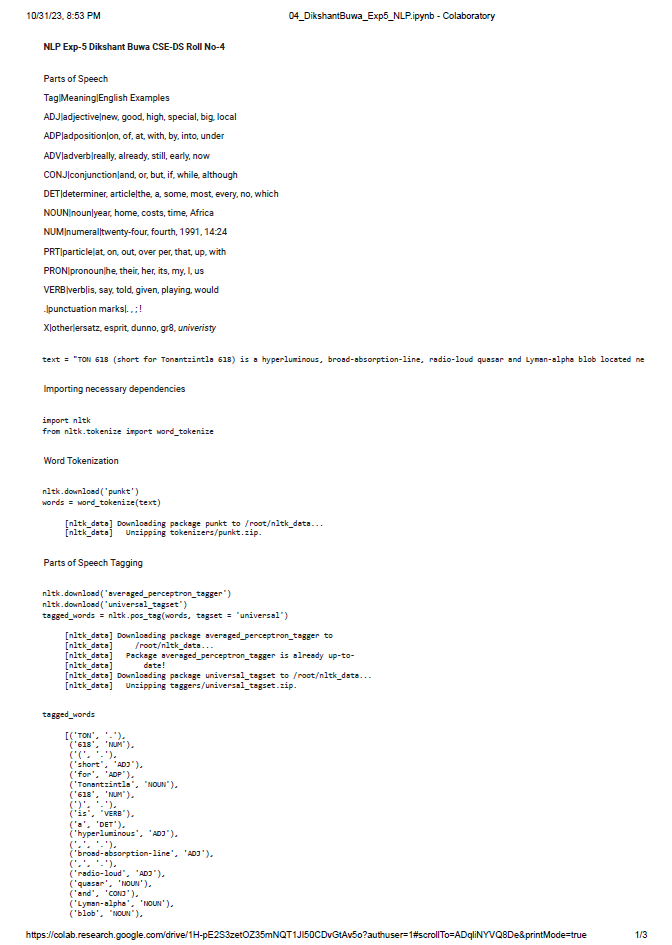 10/31/23, 8:53 PM 04_DikshantBuwa_Exp5_NLP.ipynb - Colaboratory
NLP Exp-5 Dikshant Buwa CSE-DS Roll No-4
Parts of Speech
Tag|Meaning|English Examples
ADJ|adjective|new, good, high, special, big, local
ADP|adposition|on, of, at, with, by, into, under
ADV|adverb|really, already, still, early, now
CONJ|conjunction|and, or, but, if, while, although
DET|determiner, article|the, a, some, most, every, no, which
NOUN|noun|year, home, costs, time, Africa
NUM|numeral|twenty-four, fourth, 1991, 14:24
PRT|particle|at, on, out, over per, that, up, with
PRON|pronoun|he, their, her, its, my, I, us
VERB|verb|is, say, told, given, playing, would
.|punctuation marks|. , ; !
X|other|ersatz, esprit, dunno, gr8, univeristy
text = "TON 618 (short for Tonantzintla 618) is a hyperluminous, broad-absorption-line, radio-loud quasar and Lyman-alpha blob located ne
Importing necessary dependencies
import nltk
from nltk.tokenize import word_tokenize
Word Tokenization
nltk.download('punkt')
words = word_tokenize(text)
[nltk_data] Downloading package punkt to /root/nltk_data...
[nltk_data]   Unzipping tokenizers/punkt.zip.
Parts of Speech Tagging
nltk.download('averaged_perceptron_tagger')
nltk.download('universal_tagset')
tagged_words = nltk.pos_tag(words, tagset = 'universal')
[nltk_data] Downloading package averaged_perceptron_tagger to
[nltk_data]     /root/nltk_data...
[nltk_data]   Package averaged_perceptron_tagger is already up-to-
[nltk_data]       date!
[nltk_data] Downloading package universal_tagset to /root/nltk_data...
[nltk_data]   Unzipping taggers/universal_tagset.zip.
tagged_words
[('TON', '.'),
('618', 'NUM'),
('(', '.'),
('short', 'ADJ'),
('for', 'ADP'),
('Tonantzintla', 'NOUN'),
('618', 'NUM'),
(')', '.'),
('is', 'VERB'),
('a', 'DET'),
('hyperluminous', 'ADJ'),
(',', '.'),
('broad-absorption-line', 'ADJ'),
(',', '.'),
('radio-loud', 'ADJ'),
('quasar', 'NOUN'),
('and', 'CONJ'),
('Lyman-alpha', 'NOUN'),
('blob', 'NOUN'),
https://colab.research.google.com/drive/1H-pE2S3zetOZ35mNQT1JI50CDvGtAv5o?authuser=1#scrollTo=ADqliNYVQ8De&printMode=true 1/3